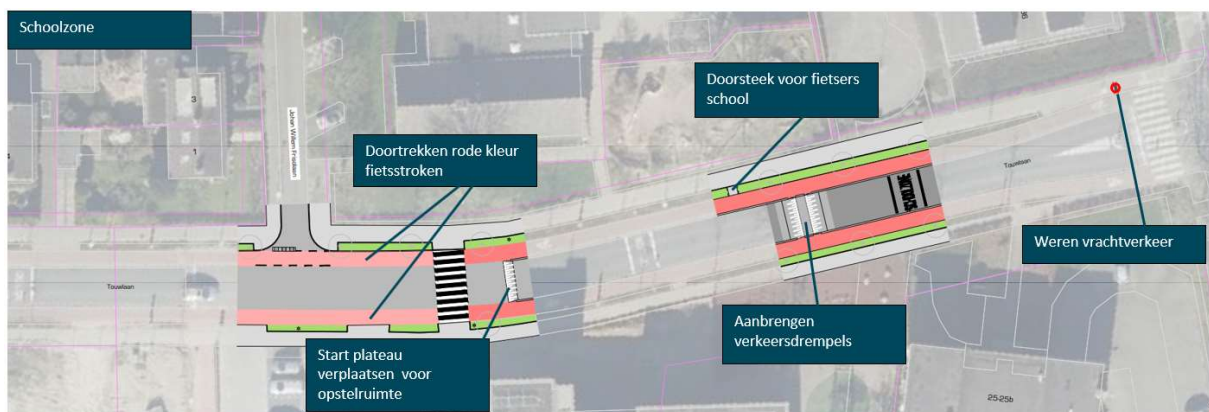 Schoolzone
Doorsteek voor fietsers
school
Doortrekken rode kleur
fietsstroken
Johan Willem Frisolaan
3
1
Touwlaan
Touwlaan
SCHOOLZONE
Weren vrachtverkeer
Aanbrengen
verkeersdrempels
Start plateau
verplaatsen voor
opstelruimte
25-25b